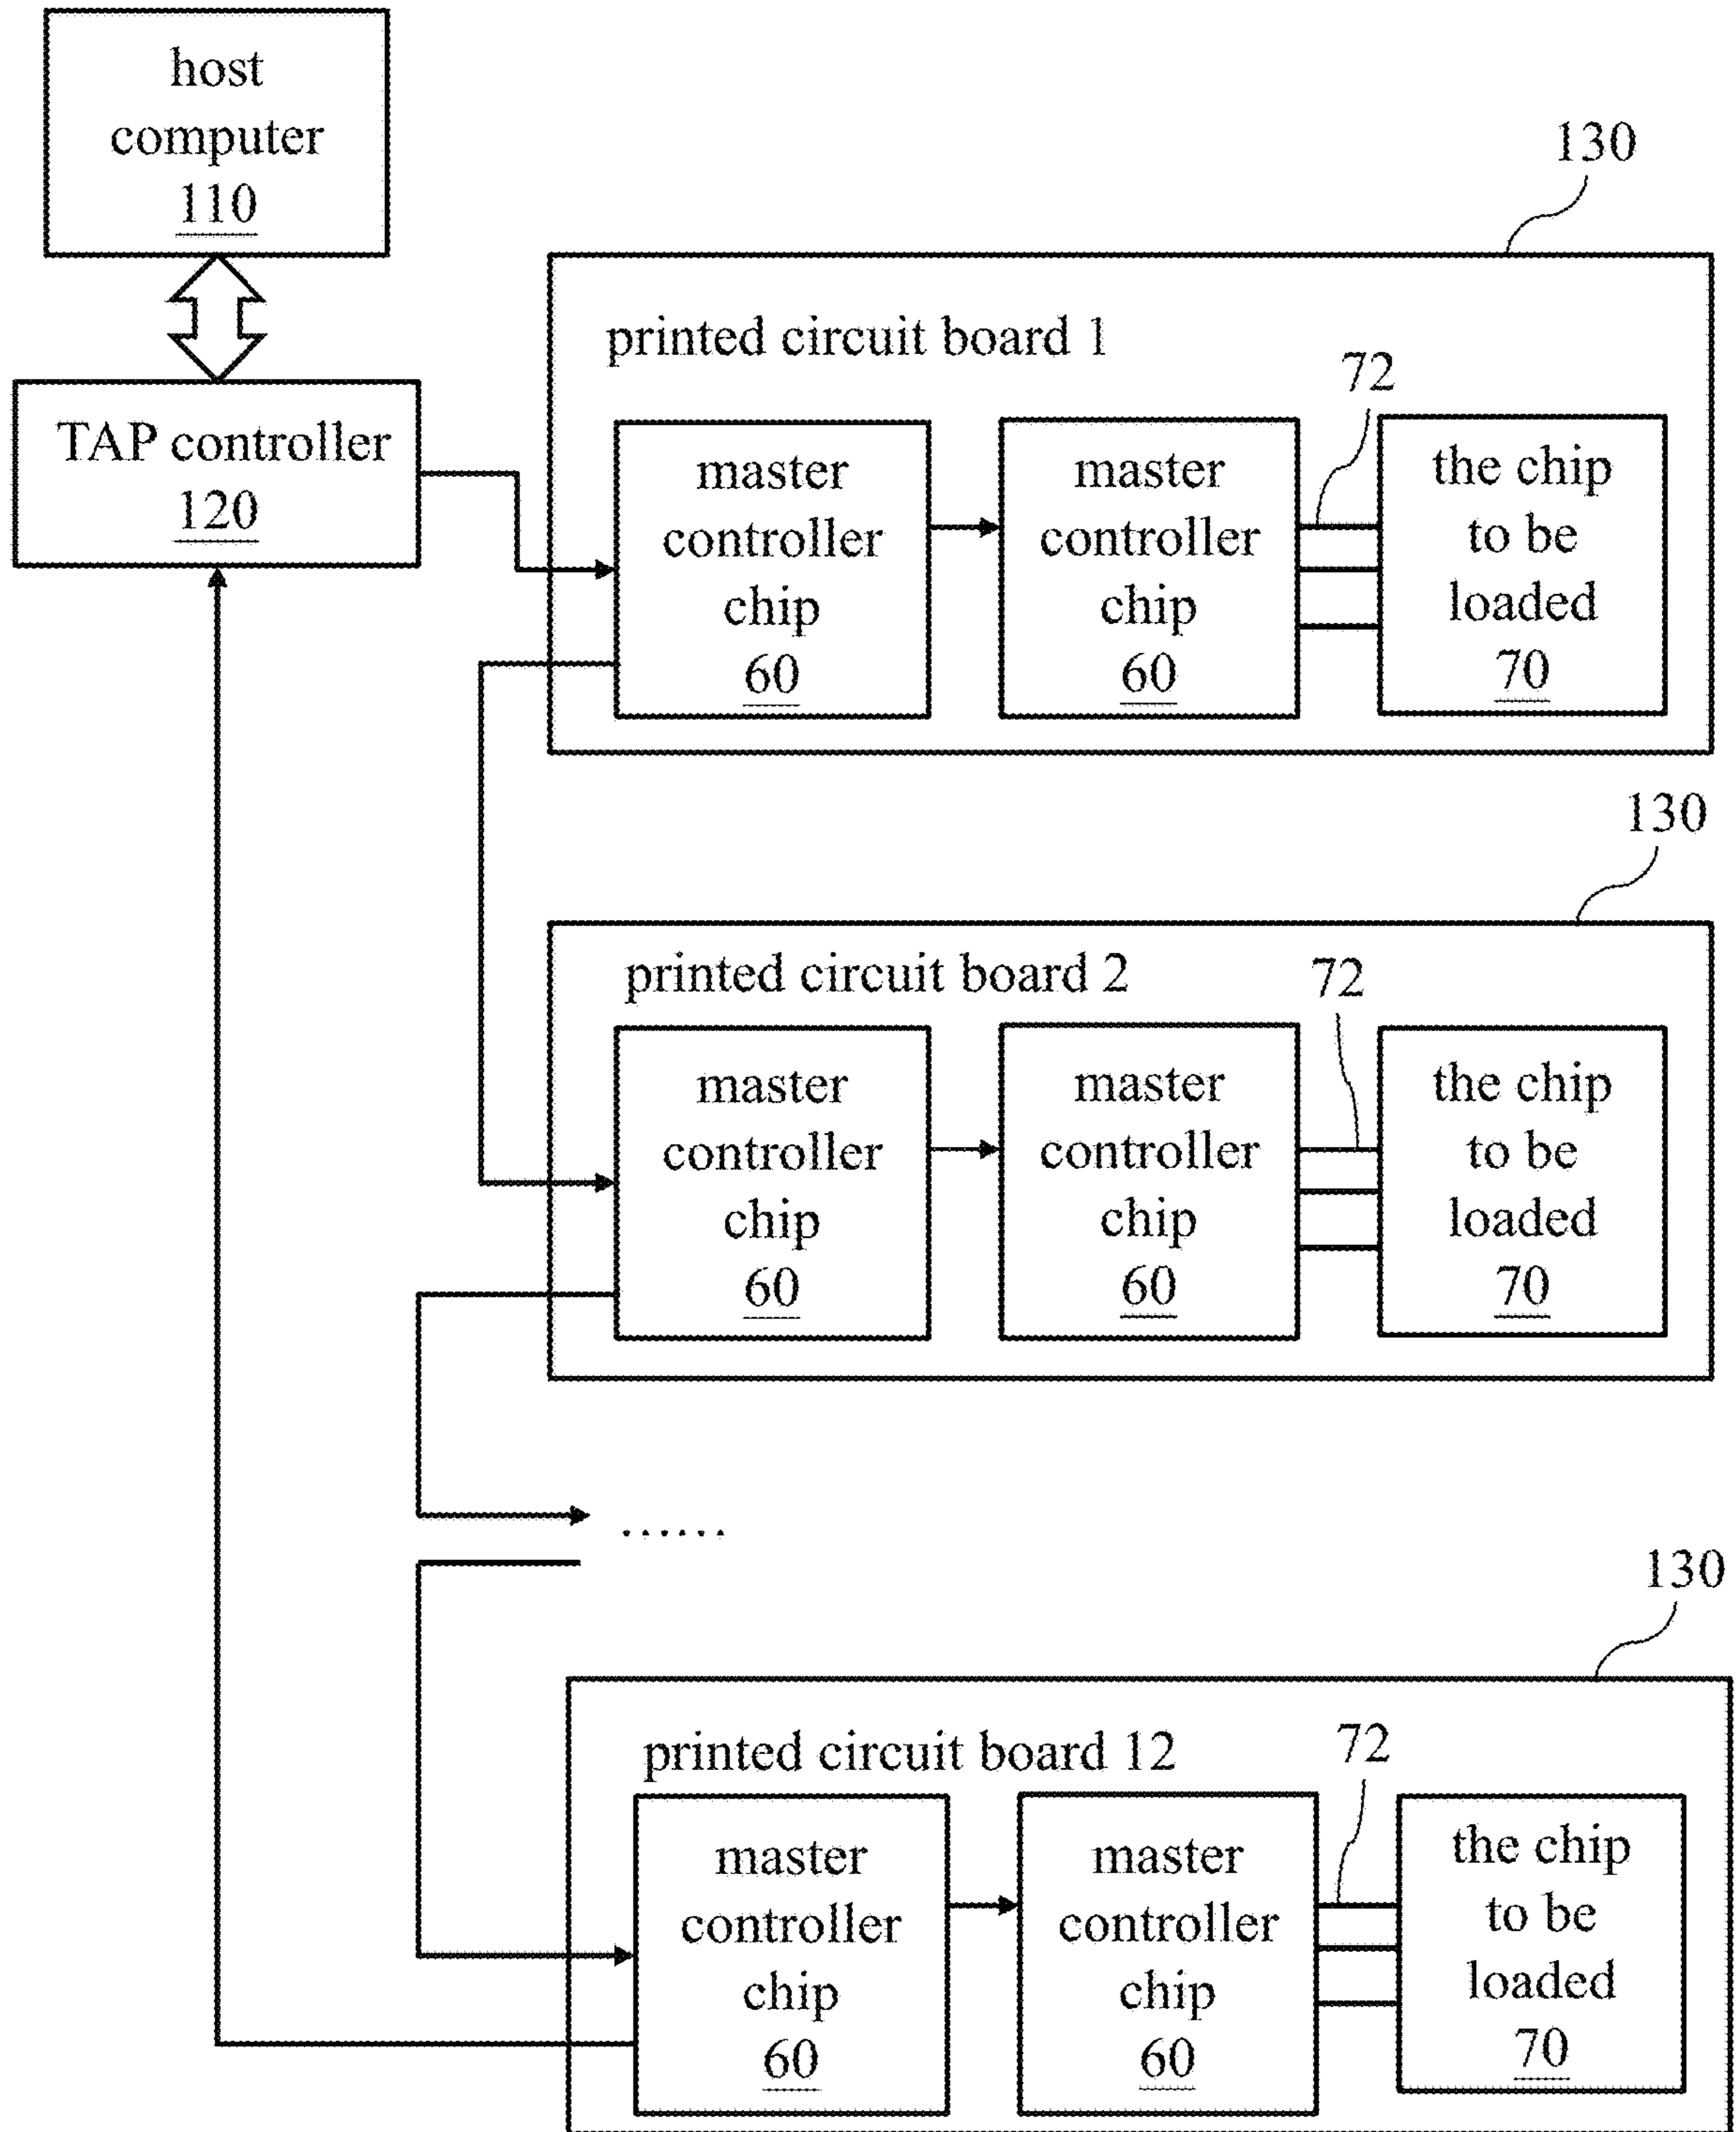 host
computer
110
TAP controller
120
130
printed circuit board 1
72
master
controller
chip
60
master
controller
chip
60
the chip
to be
loaded
70
130
printed circuit board 2
72
master
controller
chip
60
master
controller
chip
60
the chip
to be
loaded
70
......
130
printed circuit board 12
72
master
controller
chip
60
master
controller
chip
60
the chip
to be
loaded
70